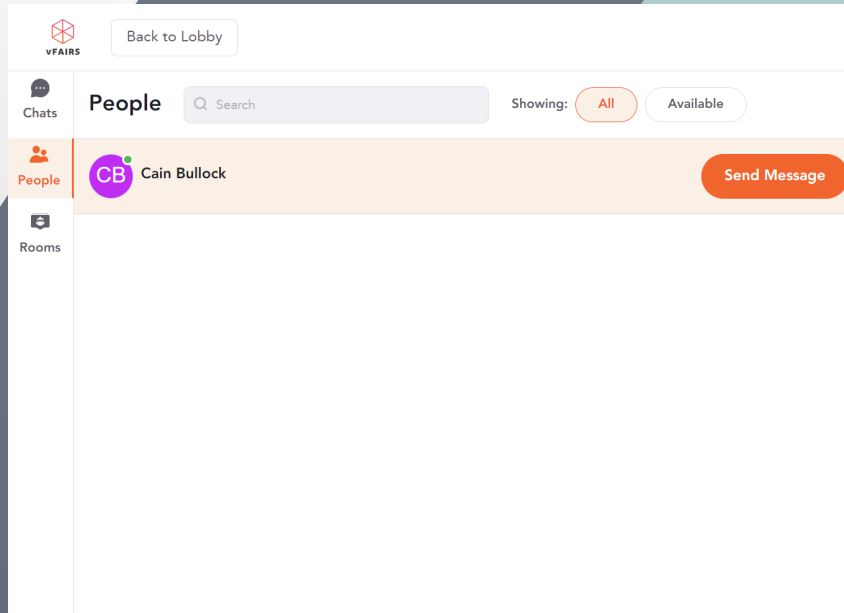 vFAIRS
Back to Lobby
Chats
People
Search
Showing:
All
Available
People
CB
Cain Bullock
Send Message
Rooms